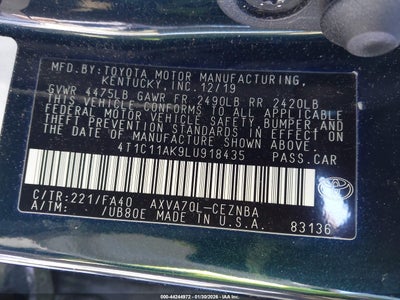 MFD.BY:TOYOTA MOTOR MANUFACTURING,
KENTUCKY, INC. 12/19
GVWR 4475LB GAWR FR 2490LB RR 2420LB
THIS VEHICLE CONFORMS TO ALL APPLICABLE
FEDERAL MOTOR VEHICLE SAFETY, BUMPER, AND
THEFT PREVENTION STANDARDS IN EFFECT ON
THE DATE OF MANUFACTURE SHOWN ABOVE.
4T1C11AK9LU918435 PASS.CAR
C/TR:221/FA40 AXVA70L-CEZNBA
A/TM: /UB80E MADE IN U.S.A.
83136
000-44244972 - 01/30/2026 - IAAI.COM